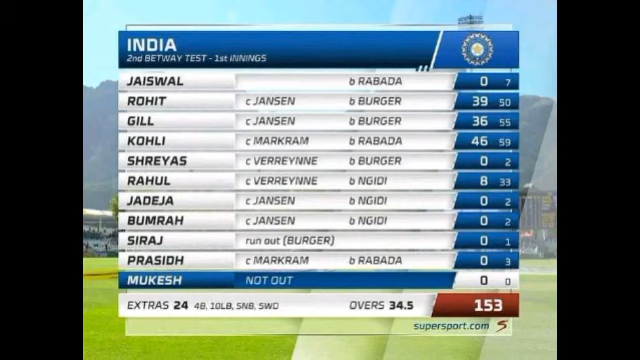 INDIA
2ND BETWAY TEST - 1ST INNINGS
JAISWAL b RABADA 0 7
ROHIT c JANSEN b BURGER 39 50
GILL c JANSEN b BURGER 36 55
KOHLI c MARKRAM b RABADA 46 59
SHREYAS c VERREYNNE b BURGER 0 2
RAHUL c VERREYNNE b NGIDI 8 33
JADEJA c JANSEN b NGIDI 0 2
BUMRAH c JANSEN b NGIDI 0 2
SIRAJ run out (BURGER) 0 1
PRASIDH c MARKRAM b RABADA 0 3
MUKESH NOT OUT 0 0
EXTRAS 24 4B, 10LB, 5NB, 5WD OVERS 34.5 153
supersport.com